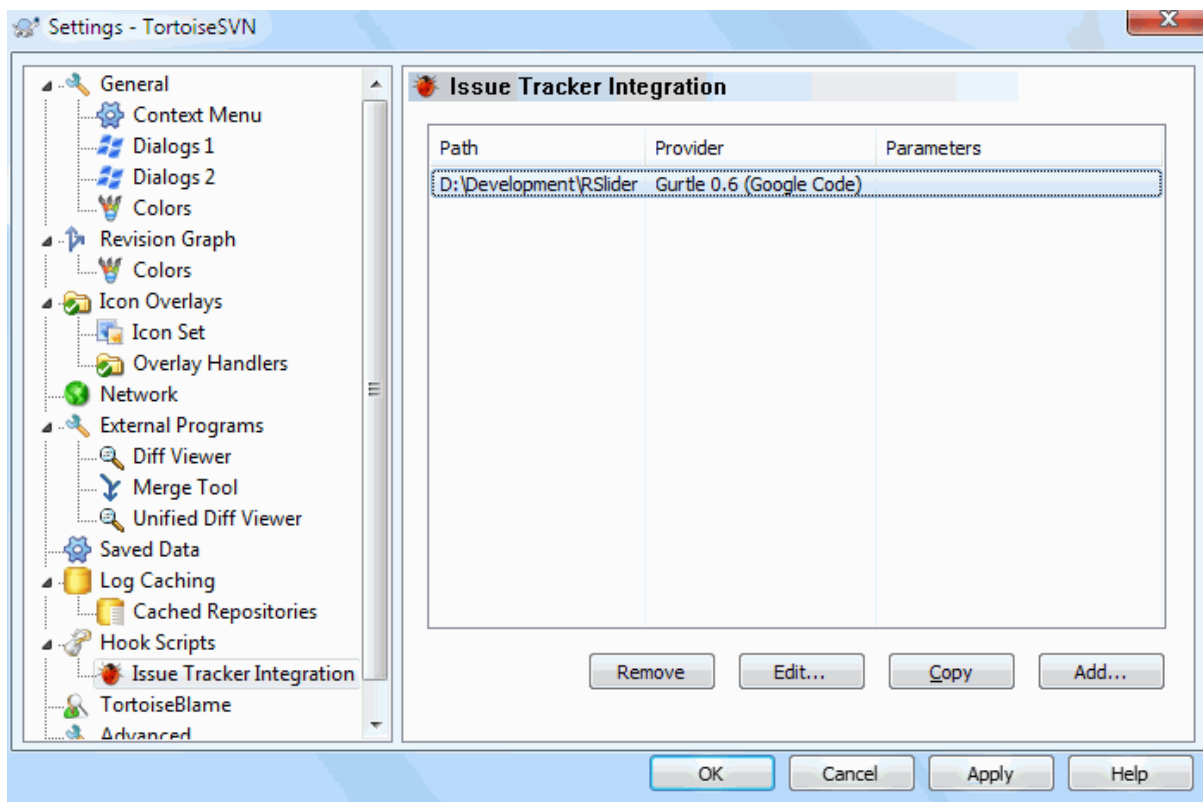 Settings - TortoiseSVN
General
Context Menu
Dialogs 1
Dialogs 2
Colors
Revision Graph
Colors
Icon Overlays
Icon Set
Overlay Handlers
Network
External Programs
Diff Viewer
Merge Tool
Unified Diff Viewer
Saved Data
Log Caching
Cached Repositories
Hook Scripts
Issue Tracker Integration
TortoiseBlame
Advanced
Issue Tracker Integration
Path Provider Parameters
D:\Development\RSlider Gurtle 0.6 (Google Code)
Remove Edit... Copy Add...
OK Cancel Apply Help